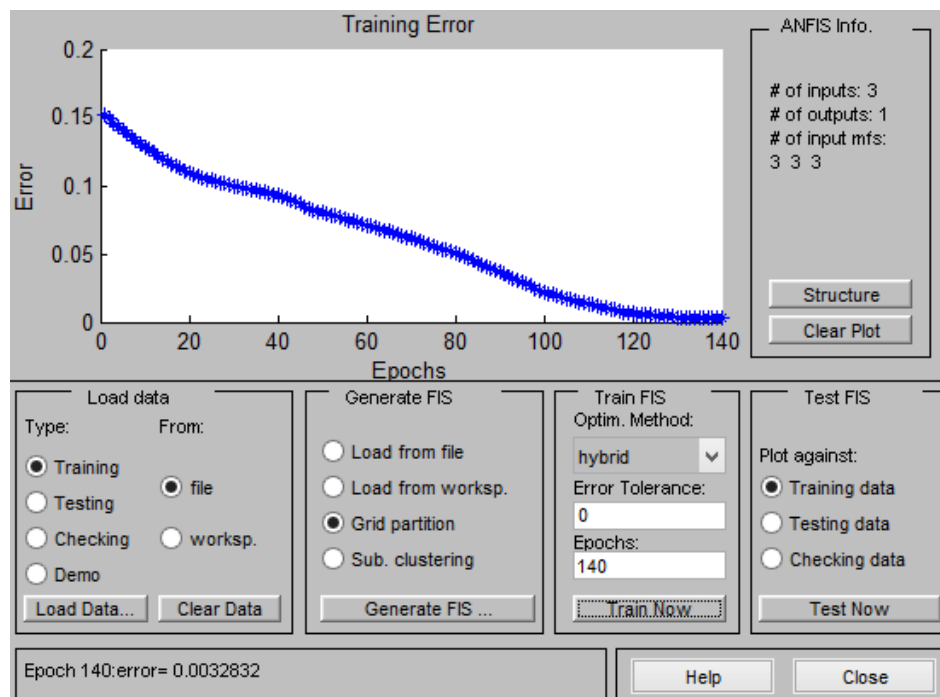 Training Error
0.2
0.15
0.1
0.05
0
Error
0 20 40 60 80 100 120 140
Epochs
ANFIS Info.
# of inputs: 3
# of outputs: 1
# of input mfs:
3 3 3
Structure
Clear Plot
Load data
Type: From:
Training
file
Testing
Checking
worksp.
Demo
Load Data... Clear Data
Generate FIS
Load from file
Load from worksp.
Grid partition
Sub. clustering
Generate FIS ...
Train FIS
Optim. Method:
hybrid
Error Tolerance:
0
Epochs:
140
Train Now
Test FIS
Plot against:
Training data
Testing data
Checking data
Test Now
Epoch 140:error= 0.0032832
Help Close